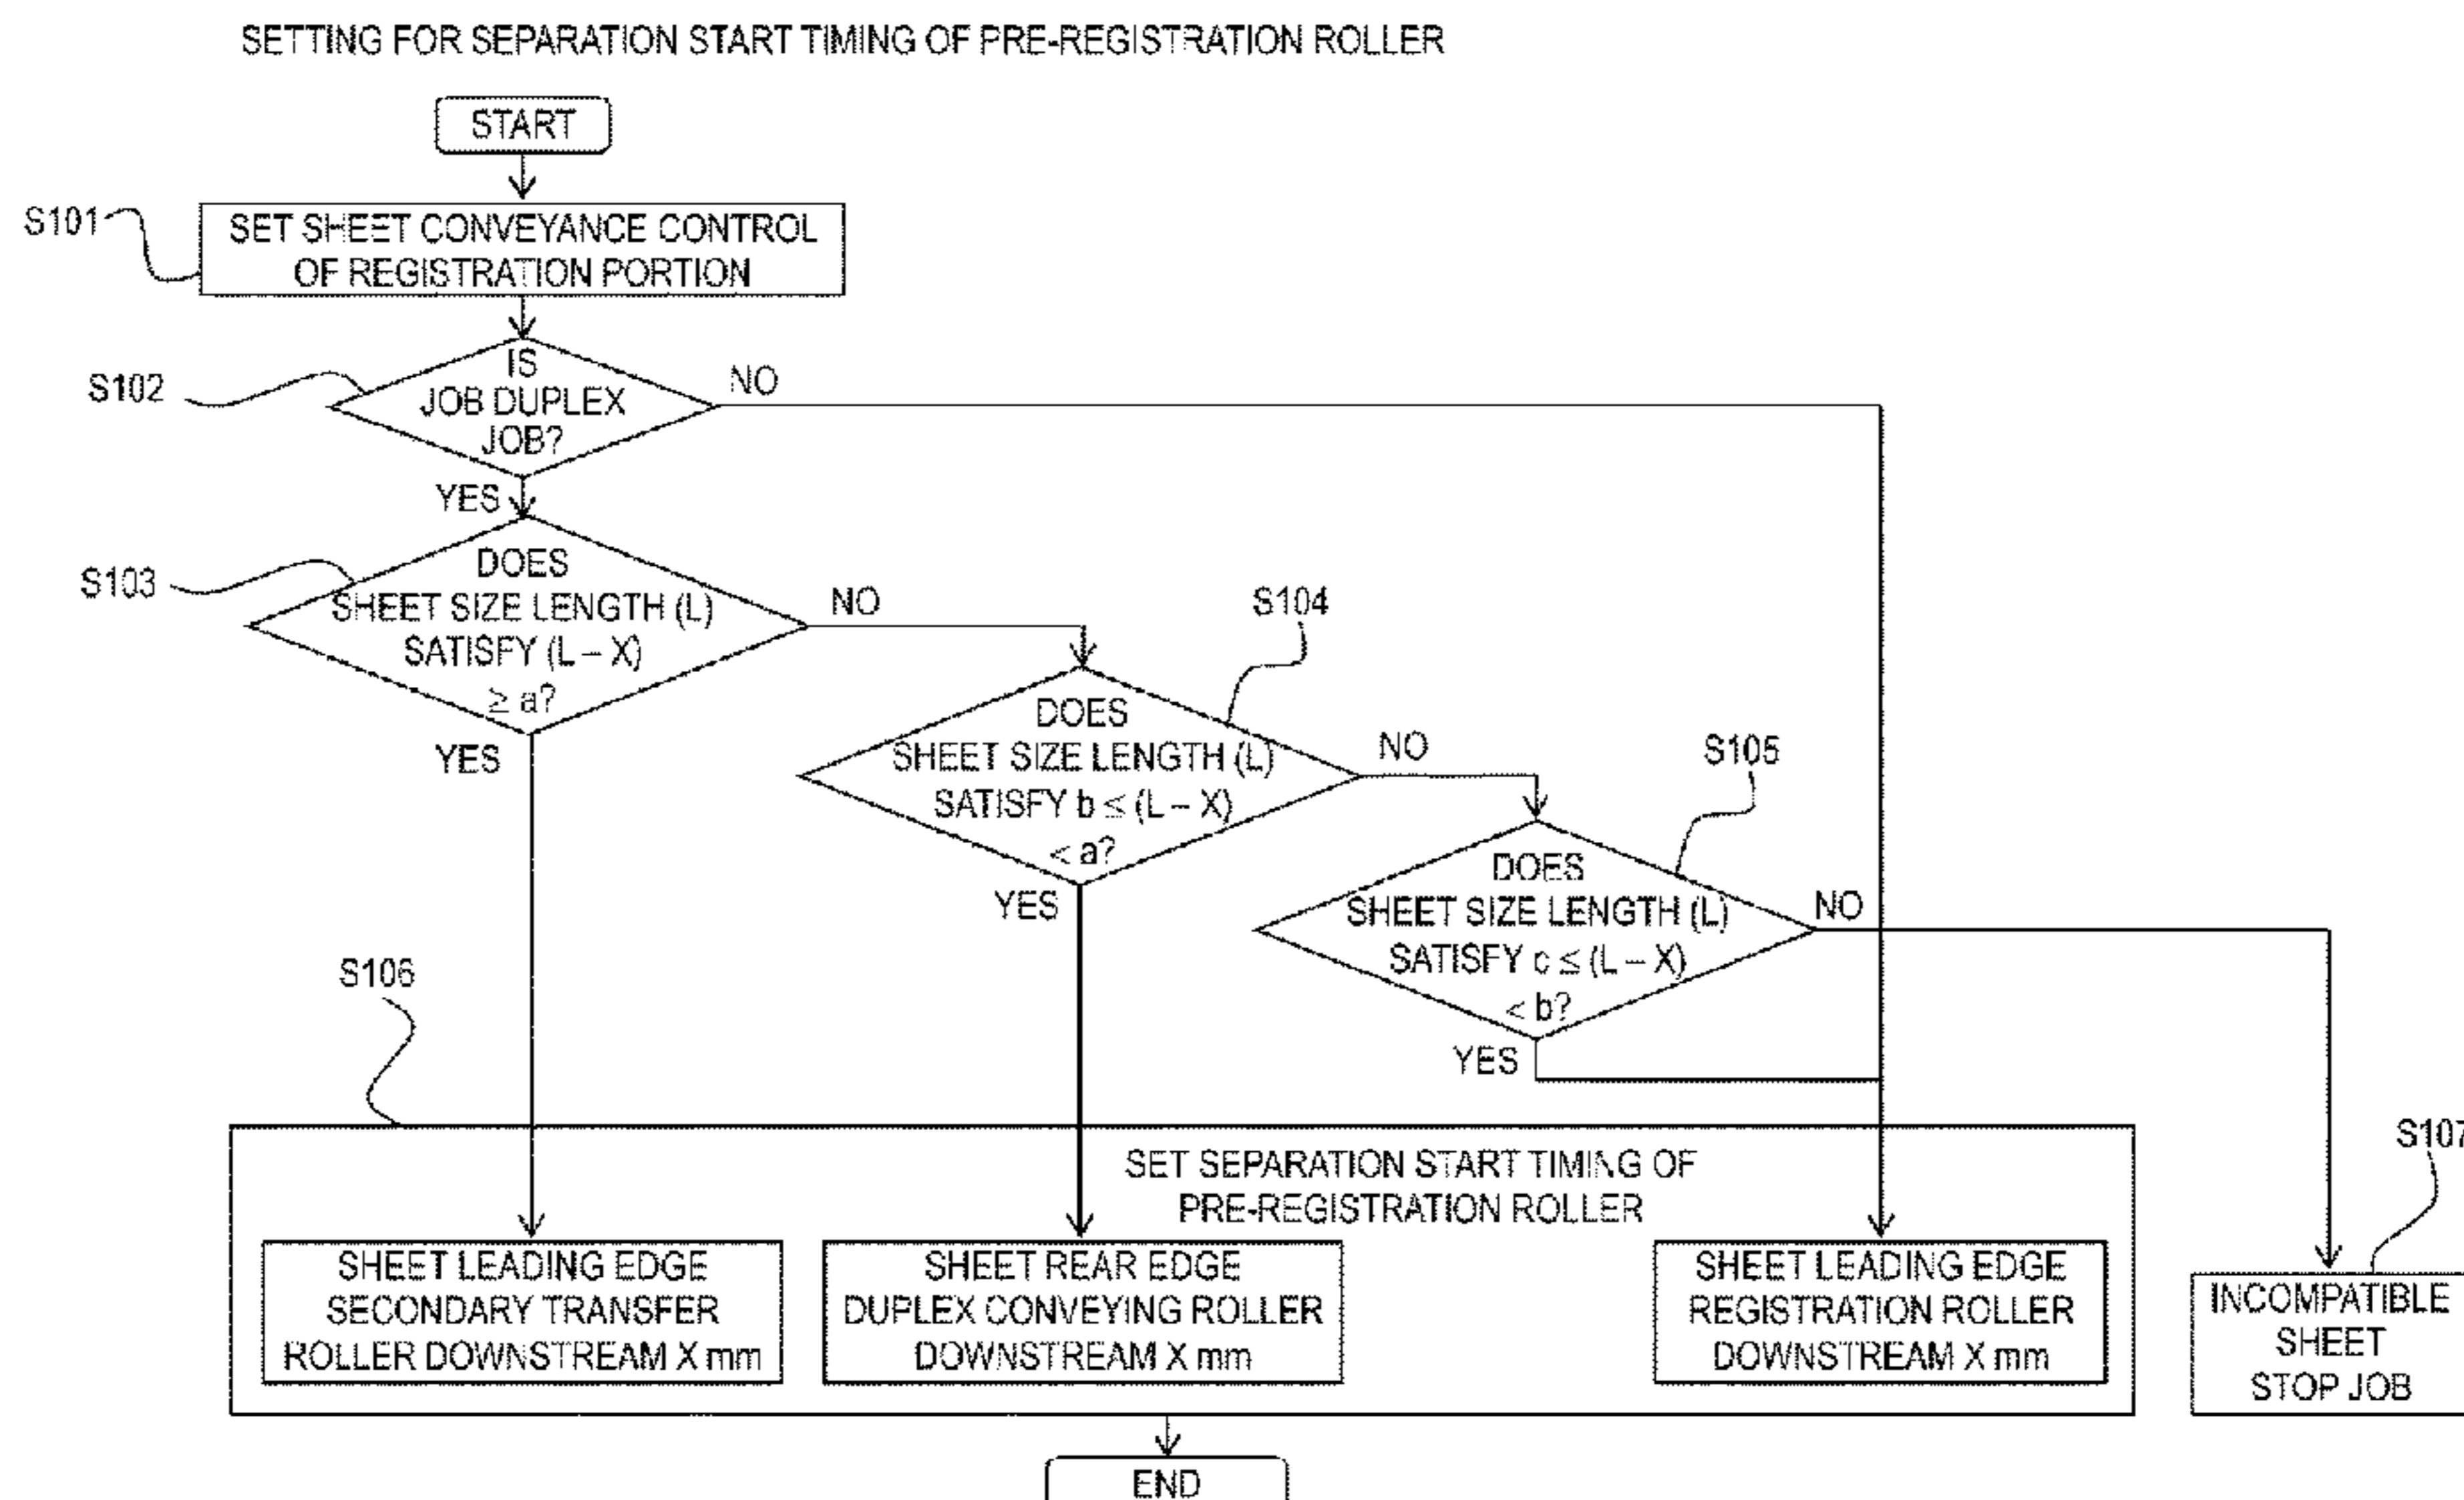 SETTING FOR SEPARATION START TIMING OF PRE-REGISTRATION ROLLER
START
S101
SET SHEET CONVEYANCE CONTROL
OF REGISTRATION PORTION
S102
IS
JOB DUPLEX
JOB?
NO
YES
S103
DOES
SHEET SIZE LENGTH (L)
SATISFY (L – X)
≥ a?
NO
YES
S104
DOES
SHEET SIZE LENGTH (L)
SATISFY b ≤ (L – X)
< a?
NO
YES
S105
DOES
SHEET SIZE LENGTH (L)
SATISFY c ≤ (L – X)
< b?
NO
YES
S106
SET SEPARATION START TIMING OF
PRE-REGISTRATION ROLLER
SHEET LEADING EDGE
SECONDARY TRANSFER
ROLLER DOWNSTREAM X mm
SHEET REAR EDGE
DUPLEX CONVEYING ROLLER
DOWNSTREAM X mm
SHEET LEADING EDGE
REGISTRATION ROLLER
DOWNSTREAM X mm
S107
INCOMPATIBLE
SHEET
STOP JOB
END